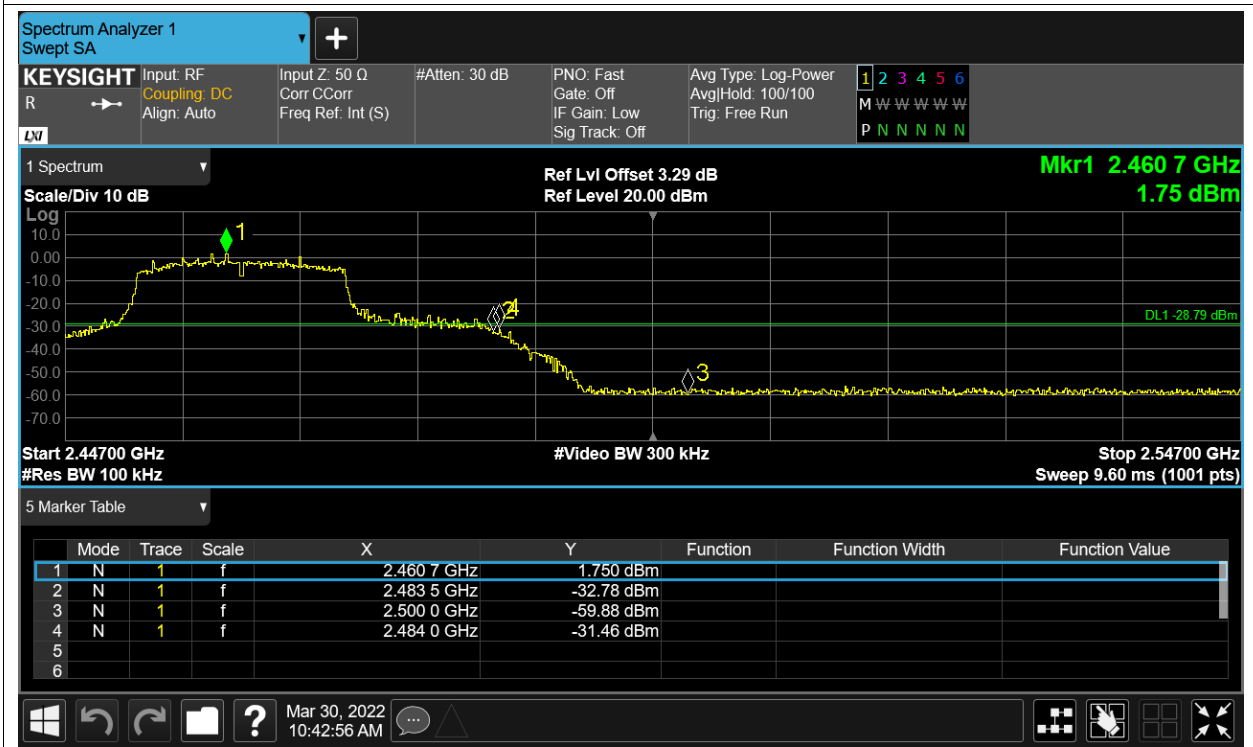 Spectrum Analyzer 1
Swept SA
+
KEYSIGHT Input: RF Input Z: 50 Ω #Atten: 30 dB PNO: Fast Avg Type: Log-Power 1 2 3 4 5 6
R Coupling: DC Corr CCorr Gate: Off Avg|Hold: 100/100 M W W W W W
Align: Auto Freq Ref: Int (S) IF Gain: Low Trig: Free Run
LXI Sig Track: Off P N N N N N
1 Spectrum Ref Lvl Offset 3.29 dB Mkr1 2.460 7 GHz
Scale/Div 10 dB Ref Level 20.00 dBm 1.75 dBm
Log
10.0 1
0.00
-10.0
-20.0 2 4
-30.0 DL1 -28.79 dBm
-40.0
-50.0 3
-60.0
-70.0
Start 2.44700 GHz #Video BW 300 kHz Stop 2.54700 GHz
#Res BW 100 kHz Sweep 9.60 ms (1001 pts)
5 Marker Table
Mode Trace Scale X Y Function Function Width Function Value
1 N 1 f 2.460 7 GHz 1.750 dBm
2 N 1 f 2.483 5 GHz -32.78 dBm
3 N 1 f 2.500 0 GHz -59.88 dBm
4 N 1 f 2.484 0 GHz -31.46 dBm
5
6
? Mar 30, 2022
10:42:56 AM